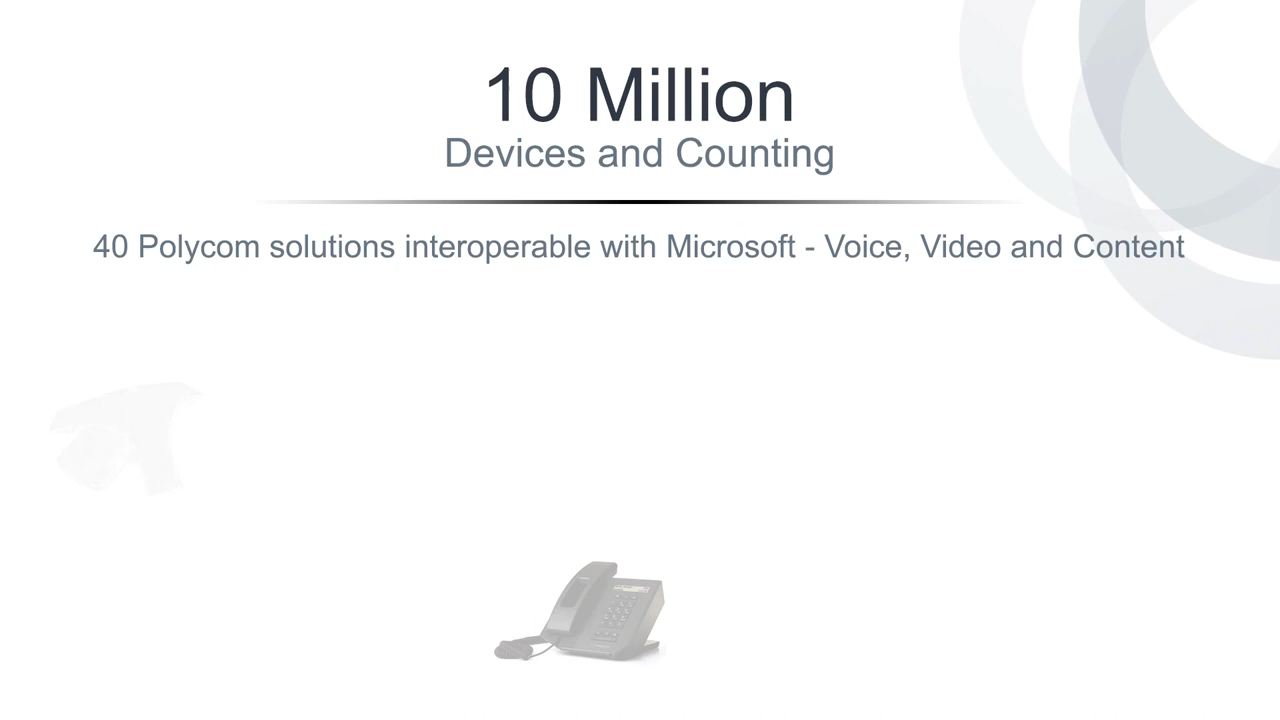 10 Million
Devices and Counting
40 Polycom solutions interoperable with Microsoft - Voice, Video and Content